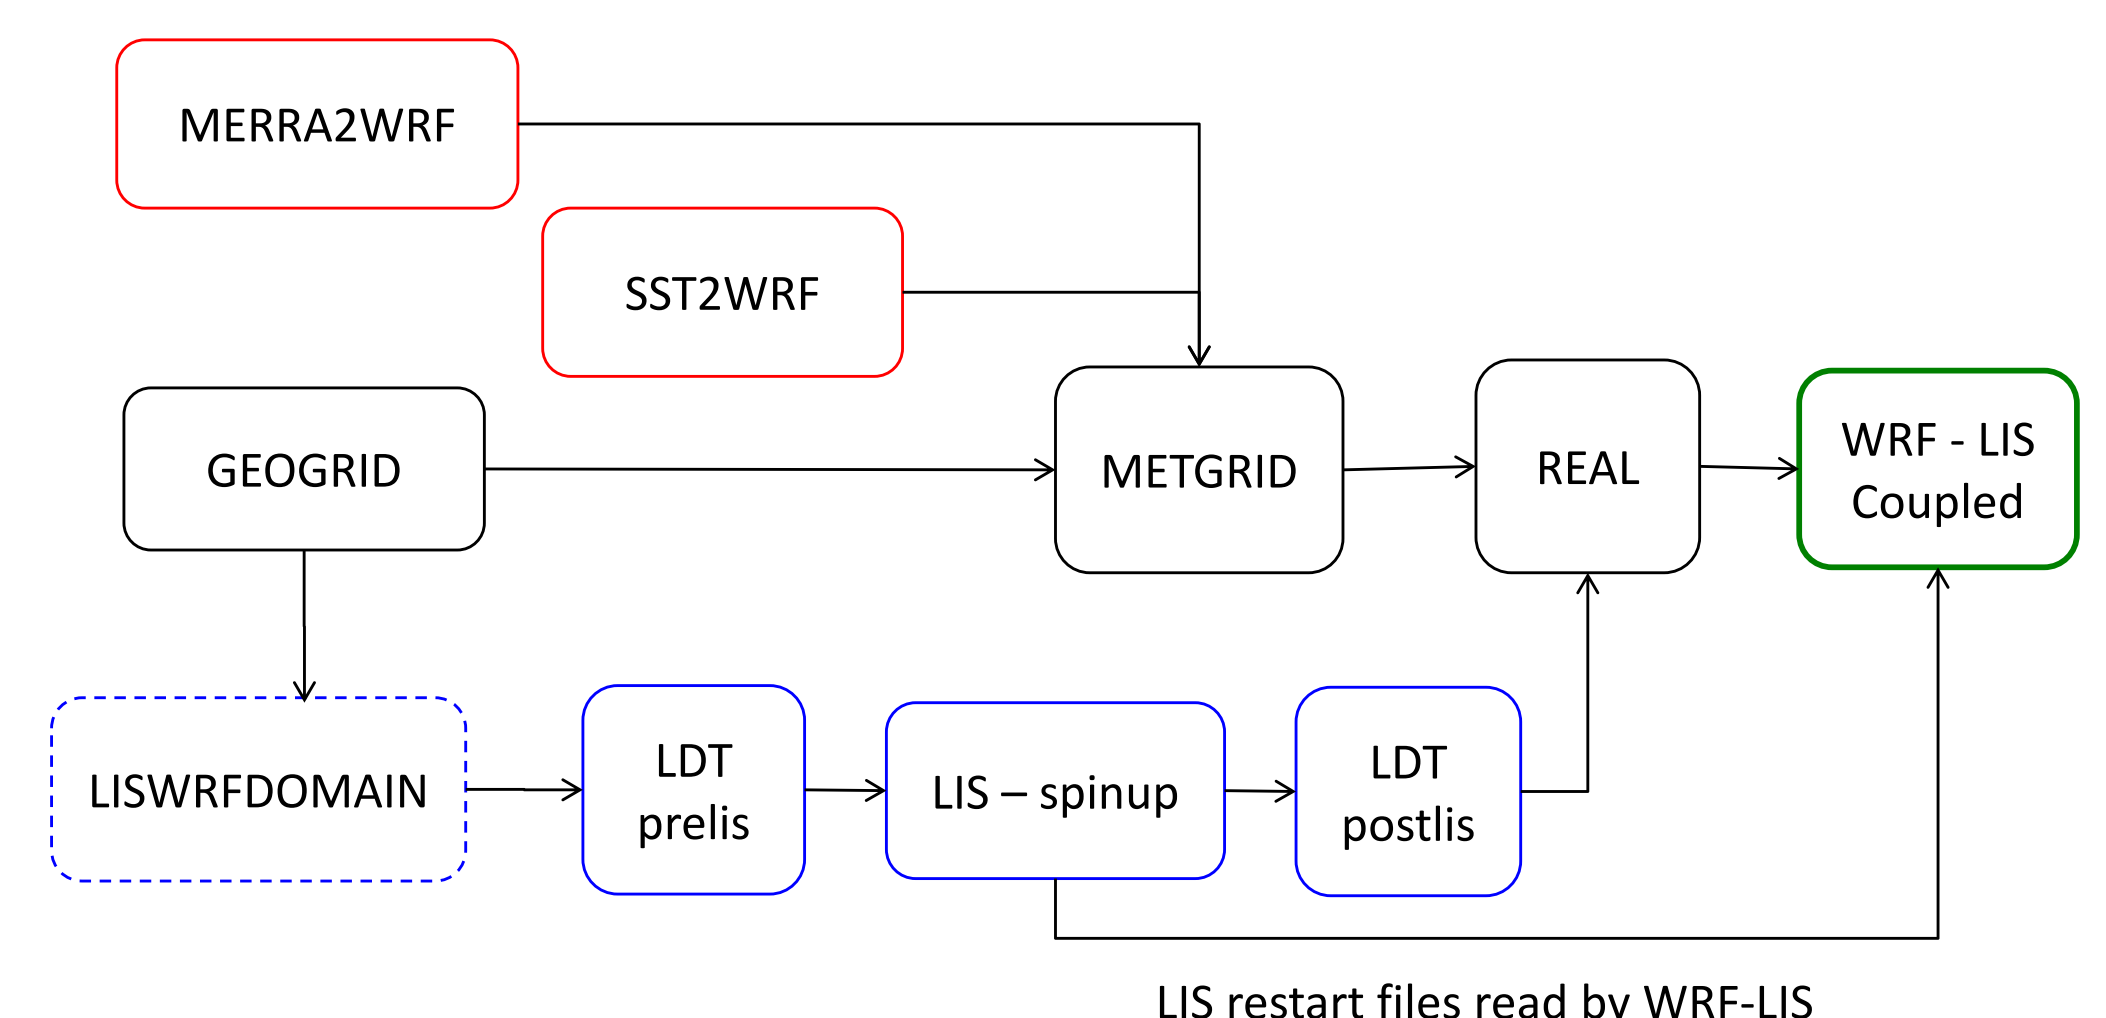 MERRA2WRF
SST2WRF
GEOGRID
METGRID
REAL
WRF - LIS
Coupled
LISWRFDOMAIN
LDT
prelis
LIS – spinup
LDT
postlis
LIS restart files read by WRF-LIS